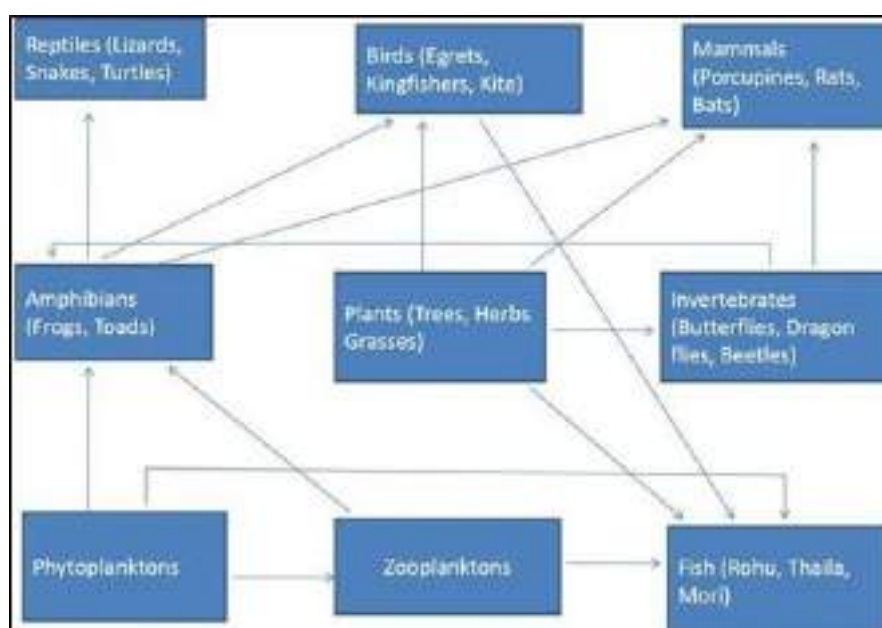 Reptiles (Lizards,
Snakes, Turtles)
Birds (Egrets,
Kingfishers, Kite)
Mammals
(Porcupines, Rats,
Bats)
Amphibians
(Frogs, Toads)
Plants (Trees, Herbs
Grasses)
Invertebrates
(Butterflies, Dragon
flies, Beetles)
Phytoplanktons
Zooplanktons
Fish (Rohu, Thaila,
Mori)